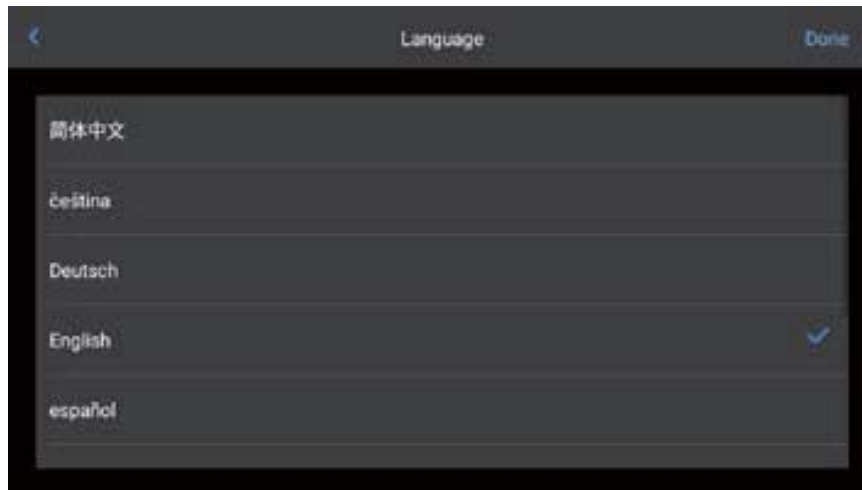 Language
Done
简体中文
čeština
Deutsch
English
español